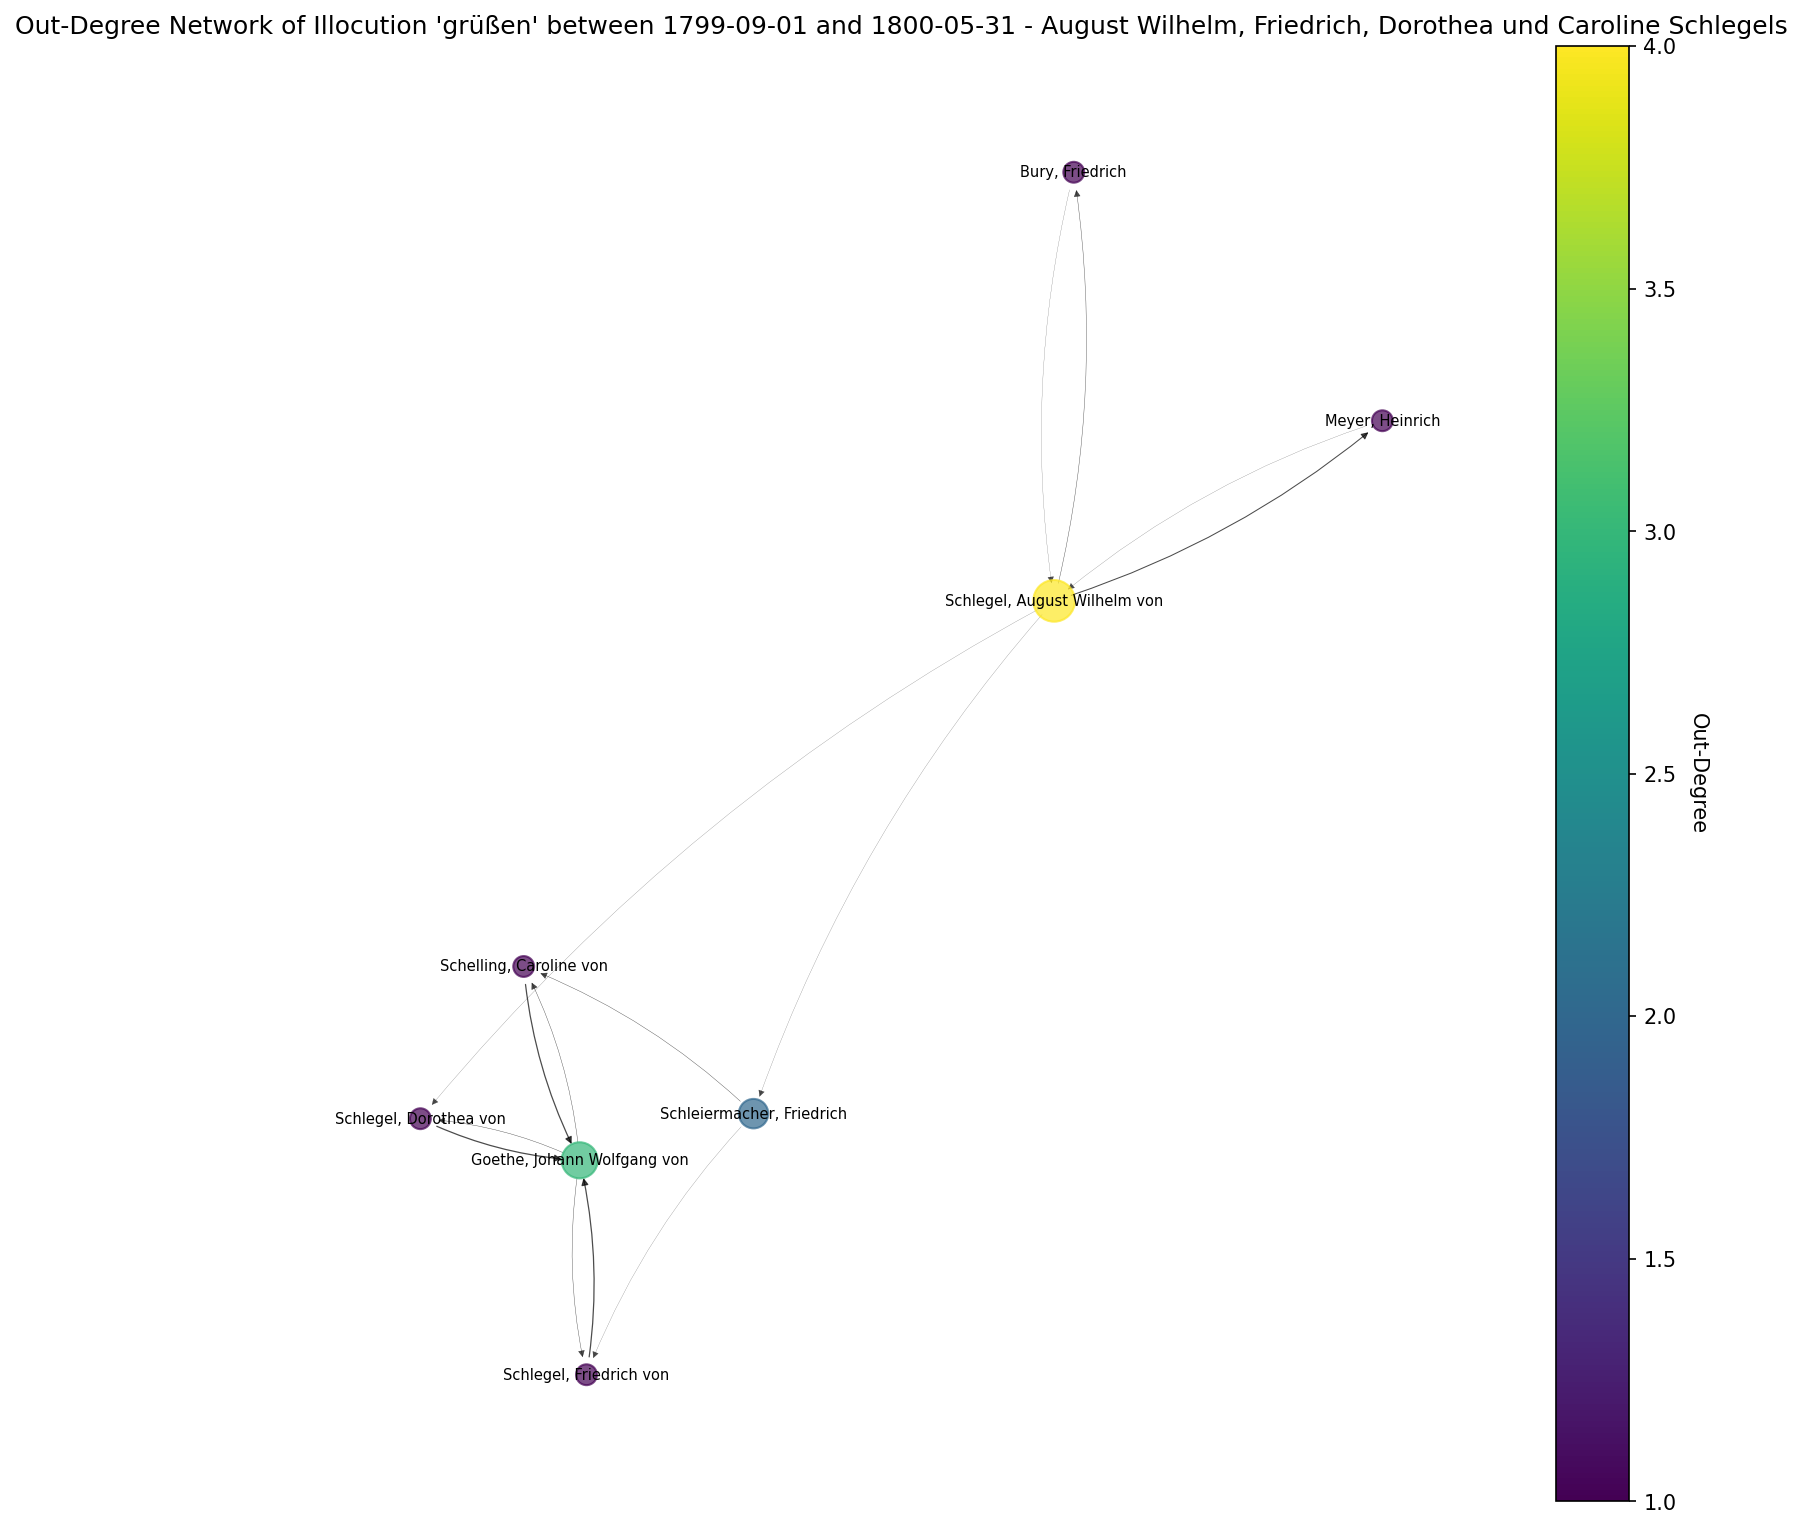 Out-Degree Network of Illocution 'grüßen' between 1799-09-01 and 1800-05-31 - August Wilhelm, Friedrich, Dorothea und Caroline Schlegels
4.0
Bury, Friedrich
3.5
Meyer, Heinrich
3.0
Schlegel, August Wilhelm von
2.5
Out-Degree
Schelling, Caroline von
2.0
Schlegel, Dorothea von
Schleiermacher, Friedrich
Goethe, Johann Wolfgang von
1.5
Schlegel, Friedrich von
1.0